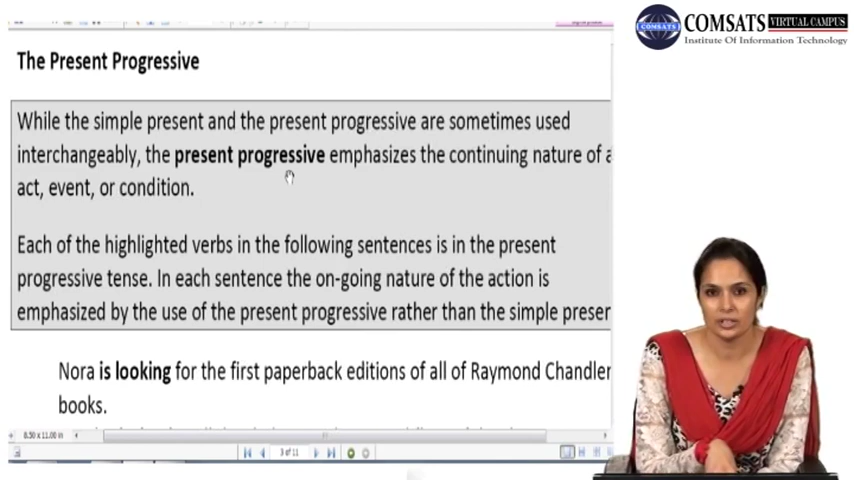 COMSATS VIRTUAL CAMPUS
COMSATS
Institute Of Information Technology
The Present Progressive
While the simple present and the present progressive are sometimes used
interchangeably, the present progressive emphasizes the continuing nature of a
act, event, or condition.
Each of the highlighted verbs in the following sentences is in the present
progressive tense. In each sentence the on-going nature of the action is
emphasized by the use of the present progressive rather than the simple presen
Nora is looking for the first paperback editions of all of Raymond Chandler
books.
8.50 x 11.00 in
3 of 11